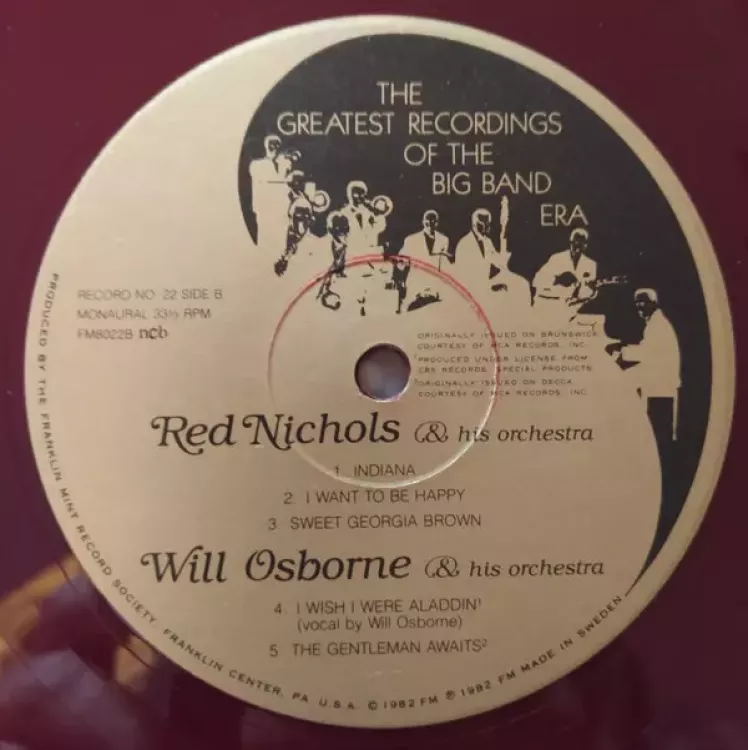 THE
GREATEST RECORDINGS
OF THE
BIG BAND
ERA
RECORD NO. 22 SIDE B
MONAURAL 33⅓ RPM
FM8022B ncb
ORIGINALLY ISSUED ON BRUNSWICK
COURTESY OF MCA RECORDS, INC.
¹PRODUCED UNDER LICENSE FROM
CBS RECORDS SPECIAL PRODUCTS.
²ORIGINALLY ISSUED ON DECCA
COURTESY OF MCA RECORDS, INC.
Red Nichols & his orchestra
1. INDIANA
2. I WANT TO BE HAPPY
3. SWEET GEORGIA BROWN
Will Osborne & his orchestra
4. I WISH I WERE ALADDIN¹
(vocal by Will Osborne)
5. THE GENTLEMAN AWAITS²
PRODUCED BY THE FRANKLIN MINT RECORD SOCIETY, FRANKLIN CENTER, PA U.S.A. © 1982 FM ℗ 1982 FM MADE IN SWEDEN